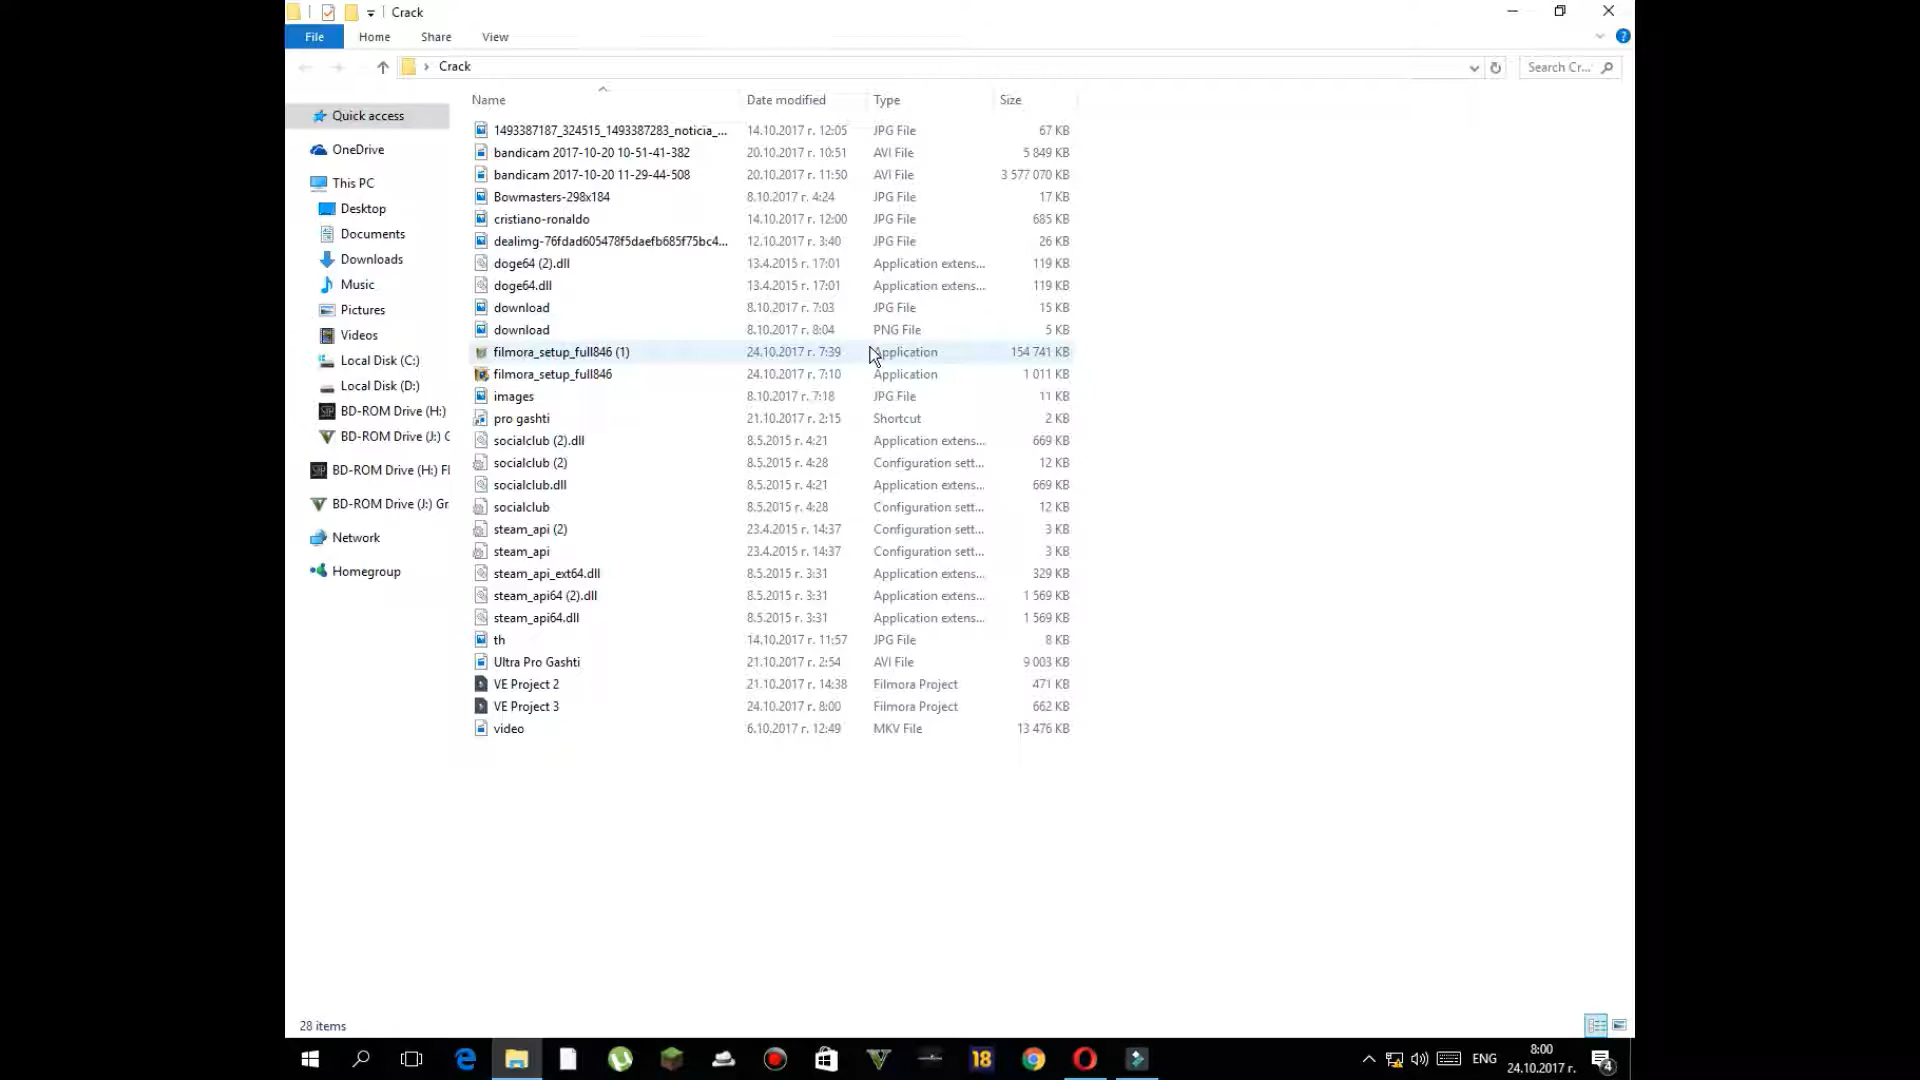 Crack
File Home Share View
Crack
Search Cr...
Name Date modified Type Size
Quick access
OneDrive
This PC
Desktop
Documents
Downloads
Music
Pictures
Videos
Local Disk (C:)
Local Disk (D:)
BD-ROM Drive (H:)
BD-ROM Drive (J:) G
BD-ROM Drive (H:) Fl
BD-ROM Drive (J:) Gr
Network
Homegroup
1493387187_324515_1493387283_noticia_... 14.10.2017 г. 12:05 JPG File 67 KB
bandicam 2017-10-20 10-51-41-382 20.10.2017 г. 10:51 AVI File 5 849 KB
bandicam 2017-10-20 11-29-44-508 20.10.2017 г. 11:50 AVI File 3 577 070 KB
Bowmasters-298x184 8.10.2017 г. 4:24 JPG File 17 KB
cristiano-ronaldo 14.10.2017 г. 12:00 JPG File 685 KB
dealimg-76fdad605478f5daefb685f75bc4... 12.10.2017 г. 3:40 JPG File 26 KB
doge64 (2).dll 13.4.2015 г. 17:01 Application extens... 119 KB
doge64.dll 13.4.2015 г. 17:01 Application extens... 119 KB
download 8.10.2017 г. 7:03 JPG File 15 KB
download 8.10.2017 г. 8:04 PNG File 5 KB
filmora_setup_full846 (1) 24.10.2017 г. 7:39 Application 154 741 KB
filmora_setup_full846 24.10.2017 г. 7:10 Application 1 011 KB
images 8.10.2017 г. 7:18 JPG File 11 KB
pro gashti 21.10.2017 г. 2:15 Shortcut 2 KB
socialclub (2).dll 8.5.2015 г. 4:21 Application extens... 669 KB
socialclub (2) 8.5.2015 г. 4:28 Configuration sett... 12 KB
socialclub.dll 8.5.2015 г. 4:21 Application extens... 669 KB
socialclub 8.5.2015 г. 4:28 Configuration sett... 12 KB
steam_api (2) 23.4.2015 г. 14:37 Configuration sett... 3 KB
steam_api 23.4.2015 г. 14:37 Configuration sett... 3 KB
steam_api_ext64.dll 8.5.2015 г. 3:31 Application extens... 329 KB
steam_api64 (2).dll 8.5.2015 г. 3:31 Application extens... 1 569 KB
steam_api64.dll 8.5.2015 г. 3:31 Application extens... 1 569 KB
th 14.10.2017 г. 11:57 JPG File 8 KB
Ultra Pro Gashti 21.10.2017 г. 2:54 AVI File 9 003 KB
VE Project 2 21.10.2017 г. 14:38 Filmora Project 471 KB
VE Project 3 24.10.2017 г. 8:00 Filmora Project 662 KB
video 6.10.2017 г. 12:49 MKV File 13 476 KB
28 items
18
ENG
8:00
24.10.2017 г.
4